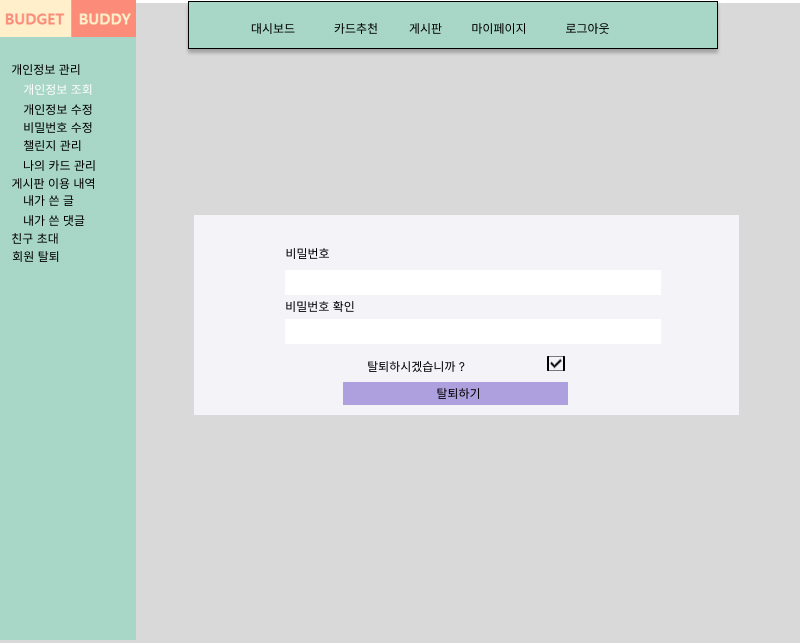 BUDGET BUDDY
대시보드 카드추천 게시판 마이페이지 로그아웃
개인정보 관리
개인정보 조회
개인정보 수정
비밀번호 수정
챌린지 관리
나의 카드 관리
게시판 이용 내역
내가 쓴 글
내가 쓴 댓글
친구 초대
회원 탈퇴
비밀번호
비밀번호 확인
탈퇴하시겠습니까 ?
탈퇴하기